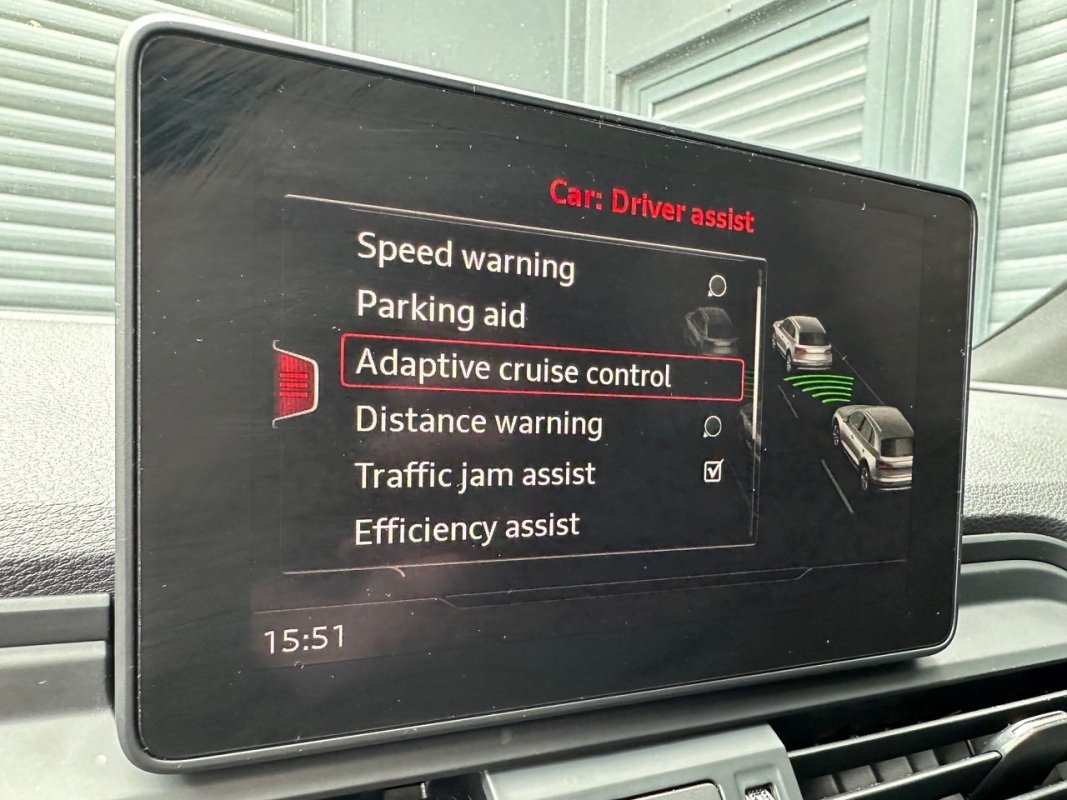 Car: Driver assist
Speed warning
Parking aid
Adaptive cruise control
Distance warning
Traffic jam assist
Efficiency assist
15:51